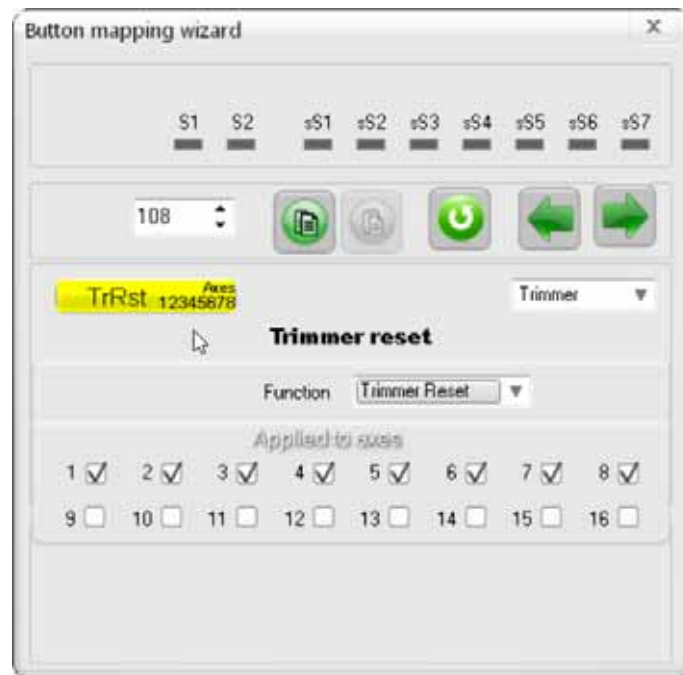 Button mapping wizard X
S1 S2 sS1 sS2 sS3 sS4 sS5 sS6 sS7
108
TrRst Axes 12345678
Trimmer
Trimmer reset
Function Trimmer Reset
Applied to axes
1 2 3 4 5 6 7 8
9 10 11 12 13 14 15 16